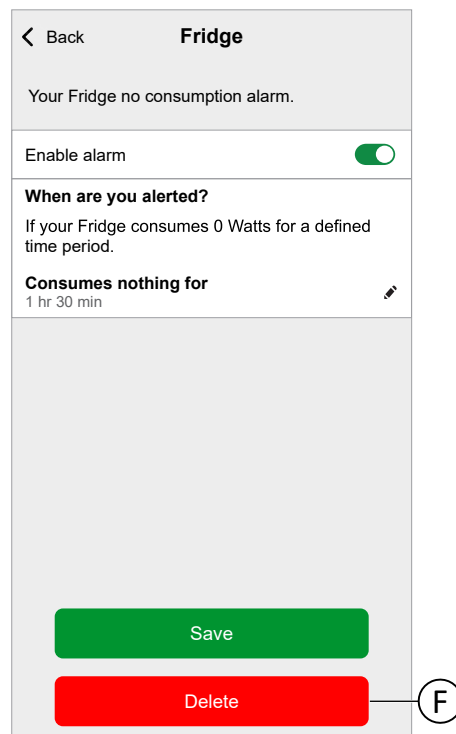 Back
Fridge
Your Fridge no consumption alarm.
Enable alarm
When are you alerted?
If your Fridge consumes 0 Watts for a defined
time period.
Consumes nothing for
1 hr 30 min
Save
Delete
F